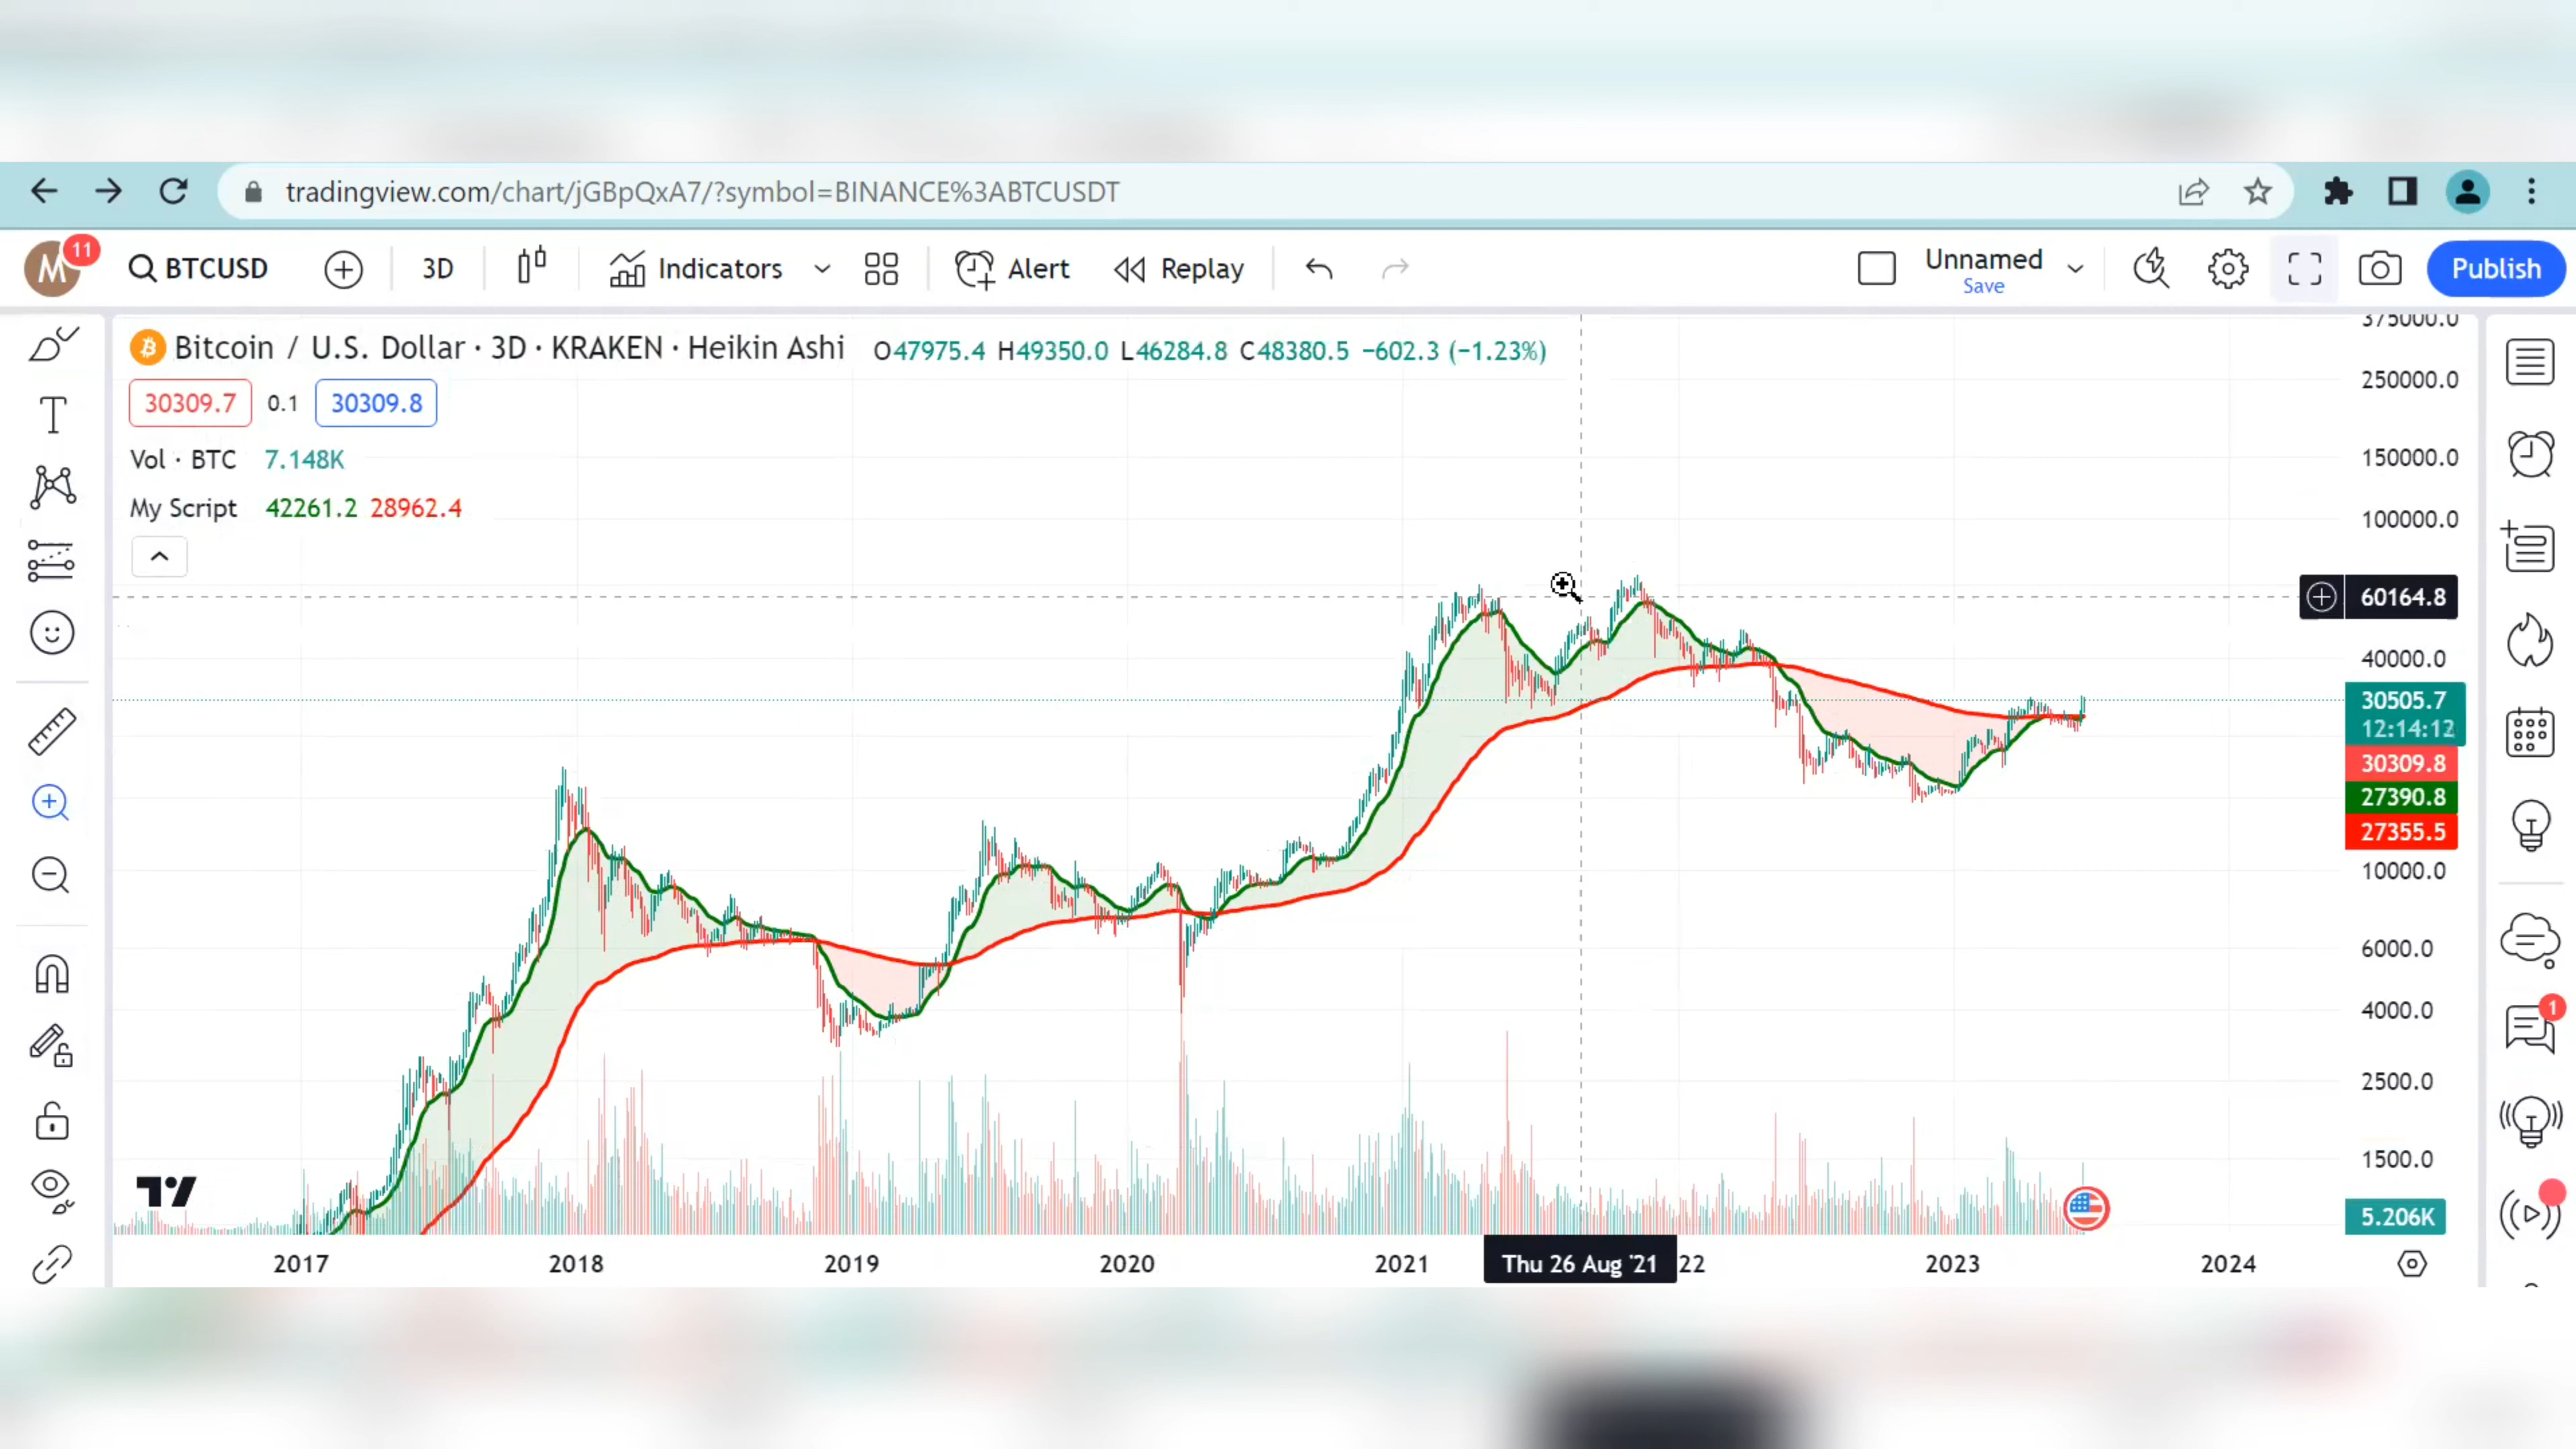 tradingview.com/chart/jGBpQxA7/?symbol=BINANCE%3ABTCUSDT
M 11 BTCUSD 3D Indicators Alert Replay Unnamed Publish
Save
Bitcoin / U.S. Dollar · 3D · KRAKEN · Heikin Ashi O47975.4 H49350.0 L46284.8 C48380.5 −602.3 (−1.23%)
30309.7 0.1 30309.8
Vol · BTC 7.148K
My Script 42261.2 28962.4
375000.0
250000.0
150000.0
100000.0
60164.8
40000.0
30505.7
12:14:12
30309.8
27390.8
27355.5
10000.0
6000.0
4000.0
1
2500.0
1500.0
5.206K
2017 2018 2019 2020 2021 Thu 26 Aug '21 22 2023 2024